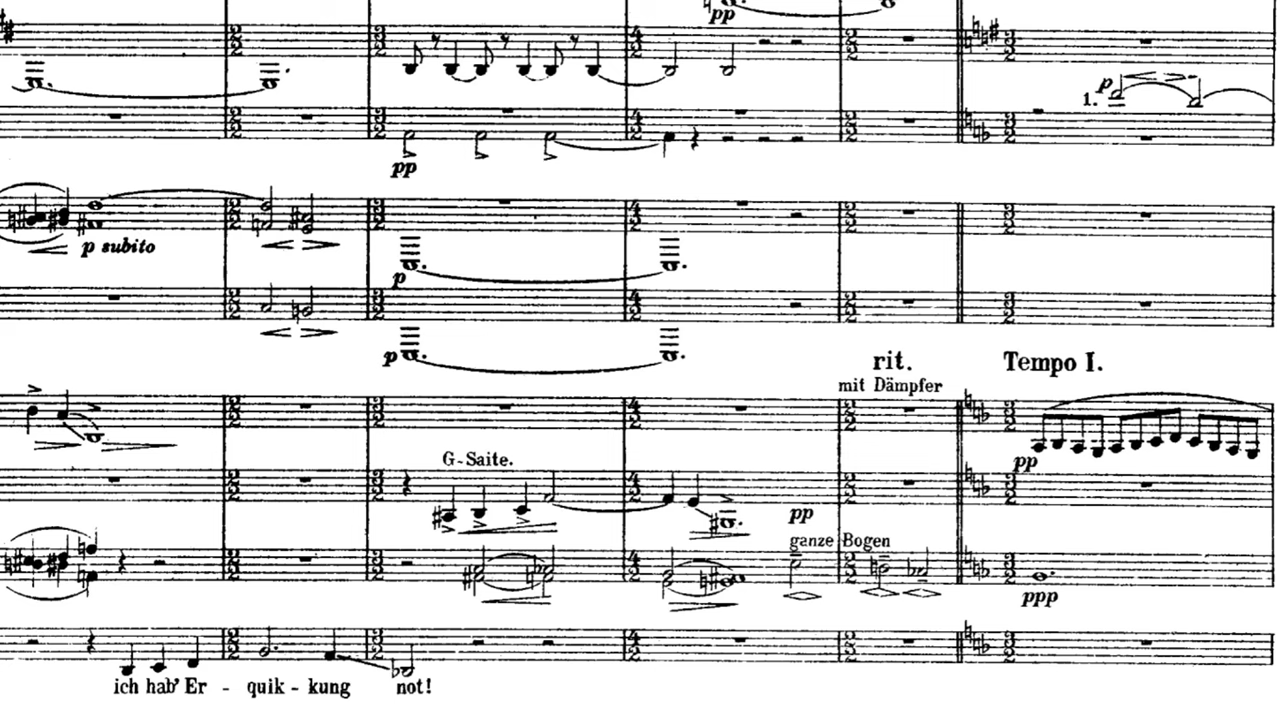 pp
p
1.
pp
p subito
p
p
rit. Tempo I.
mit Dämpfer
G-Saite.
pp
pp
ganze Bogen
ppp
ich hab' Er - quik - kung not!